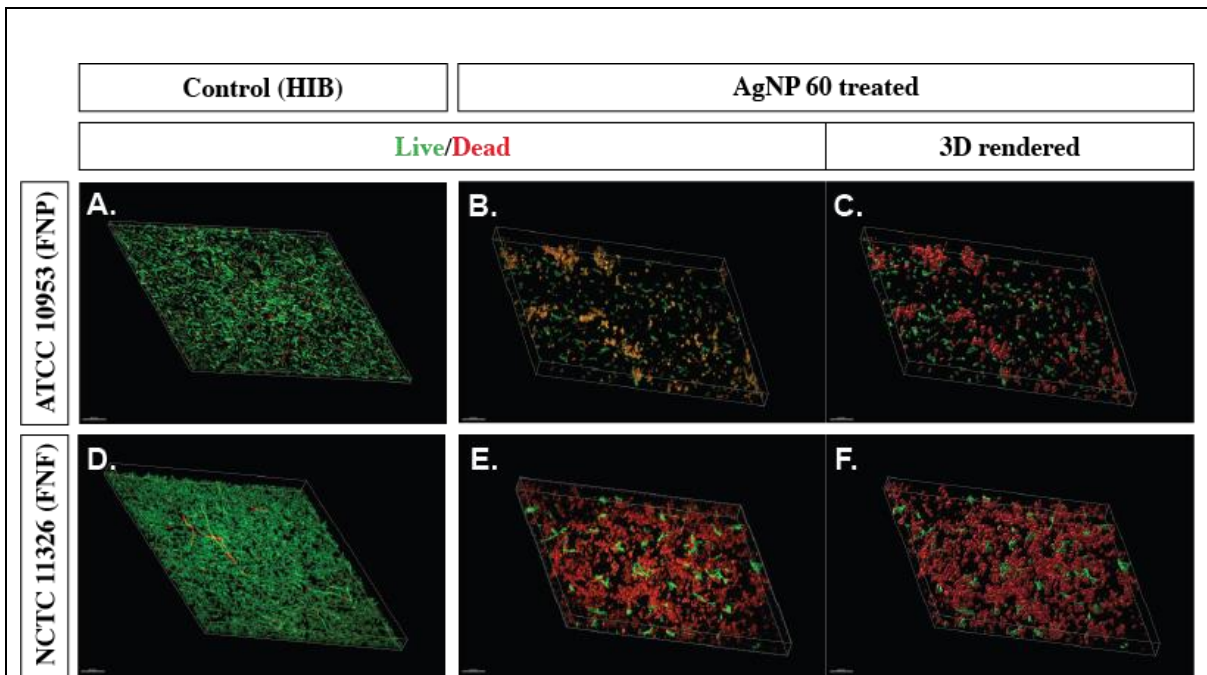 Control (HIB)
AgNP 60 treated
Live/Dead
3D rendered
ATCC 10953 (FNP)
A.
B.
C.
NCTC 11326 (FNF)
D.
E.
F.